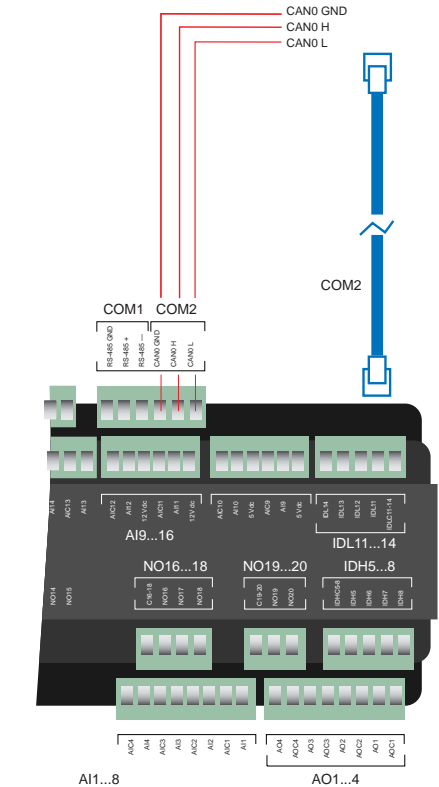 CAN0 GND
CAN0 H
CAN0 L
COM2
COM1 COM2
RS-485 GND
RS-485 +
RS-485 —
CAN0 GND
CAN0 H
CAN0 L
AI14
AIC13
AI13
AIC12
AI12
12 Vdc
AIC11
AI11
12 Vdc
AIC10
AI10
5 Vdc
AIC9
AI9
5 Vdc
IDL14
IDL13
IDL12
IDL11
IDLC11-14
AI9...16
IDL11...14
NO16...18 NO19...20 IDH5...8
NO14
NO15
C16-18
NO16
NO17
NO18
C19-20
NO19
NO20
IDHC5-8
IDH5
IDH6
IDH7
IDH8
AIC4
AI4
AIC3
AI3
AIC2
AI2
AIC1
AI1
AO4
AOC4
AO3
AOC3
AO2
AOC2
AO1
AOC1
AI1...8 AO1...4